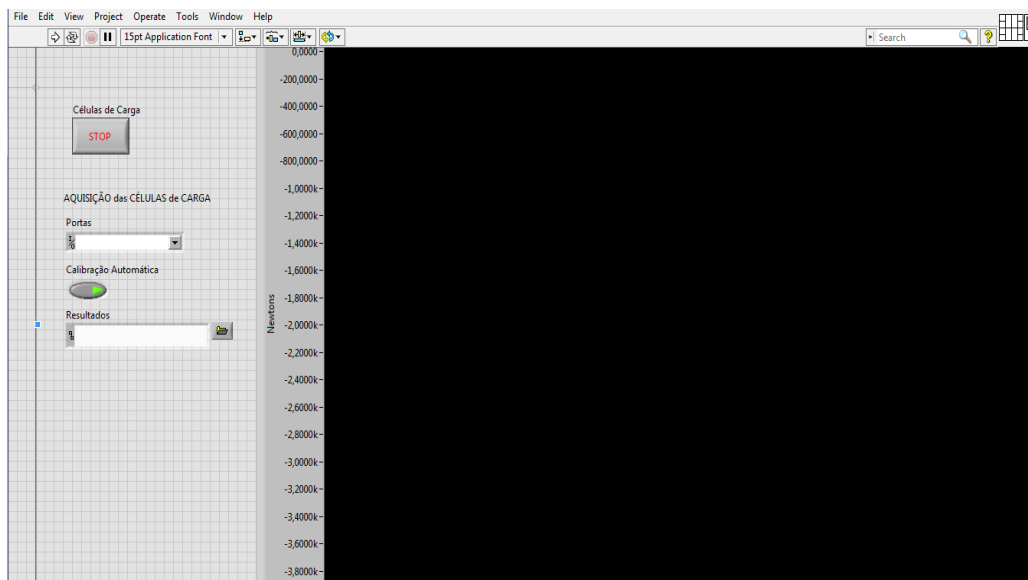 File Edit View Project Operate Tools Window Help
15pt Application Font
Search
Células de Carga
STOP
AQUISIÇÃO das CÉLULAS de CARGA
Portas
Calibração Automática
Resultados
Newtons
0,0000
-200,0000
-400,0000
-600,0000
-800,0000
-1,0000k
-1,2000k
-1,4000k
-1,6000k
-1,8000k
-2,0000k
-2,2000k
-2,4000k
-2,6000k
-2,8000k
-3,0000k
-3,2000k
-3,4000k
-3,6000k
-3,8000k